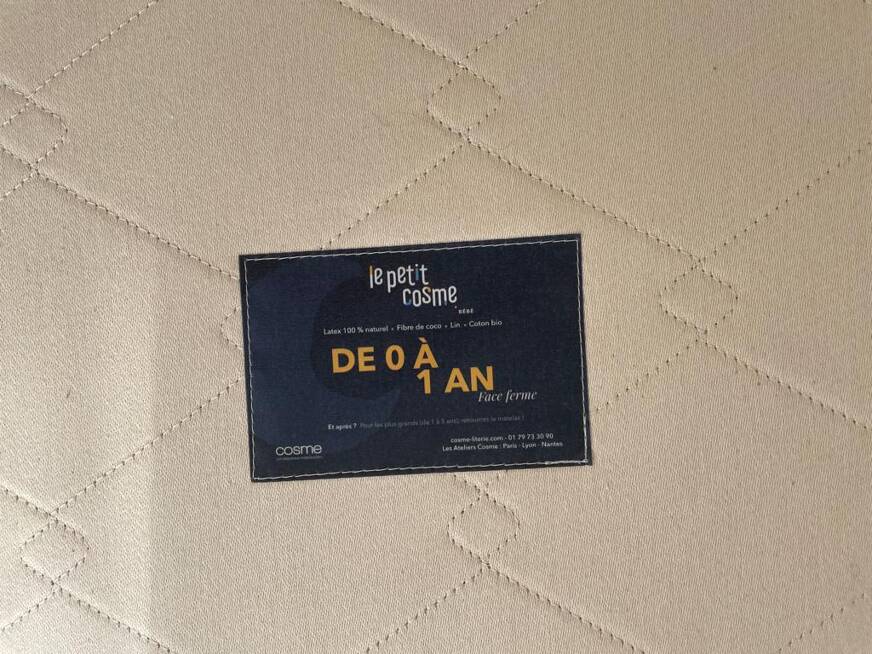 le petit
cosme
BÉBÉ
Latex 100 % naturel • Fibre de coco • Lin • Coton bio
DE 0 À
1 AN
Face ferme
Et après ? Pour les plus grands (de 1 à 5 ans), retournez le matelas !
cosme
cosme-literie.com - 01 79 73 30 90
Les Ateliers Cosme : Paris - Lyon - Nantes